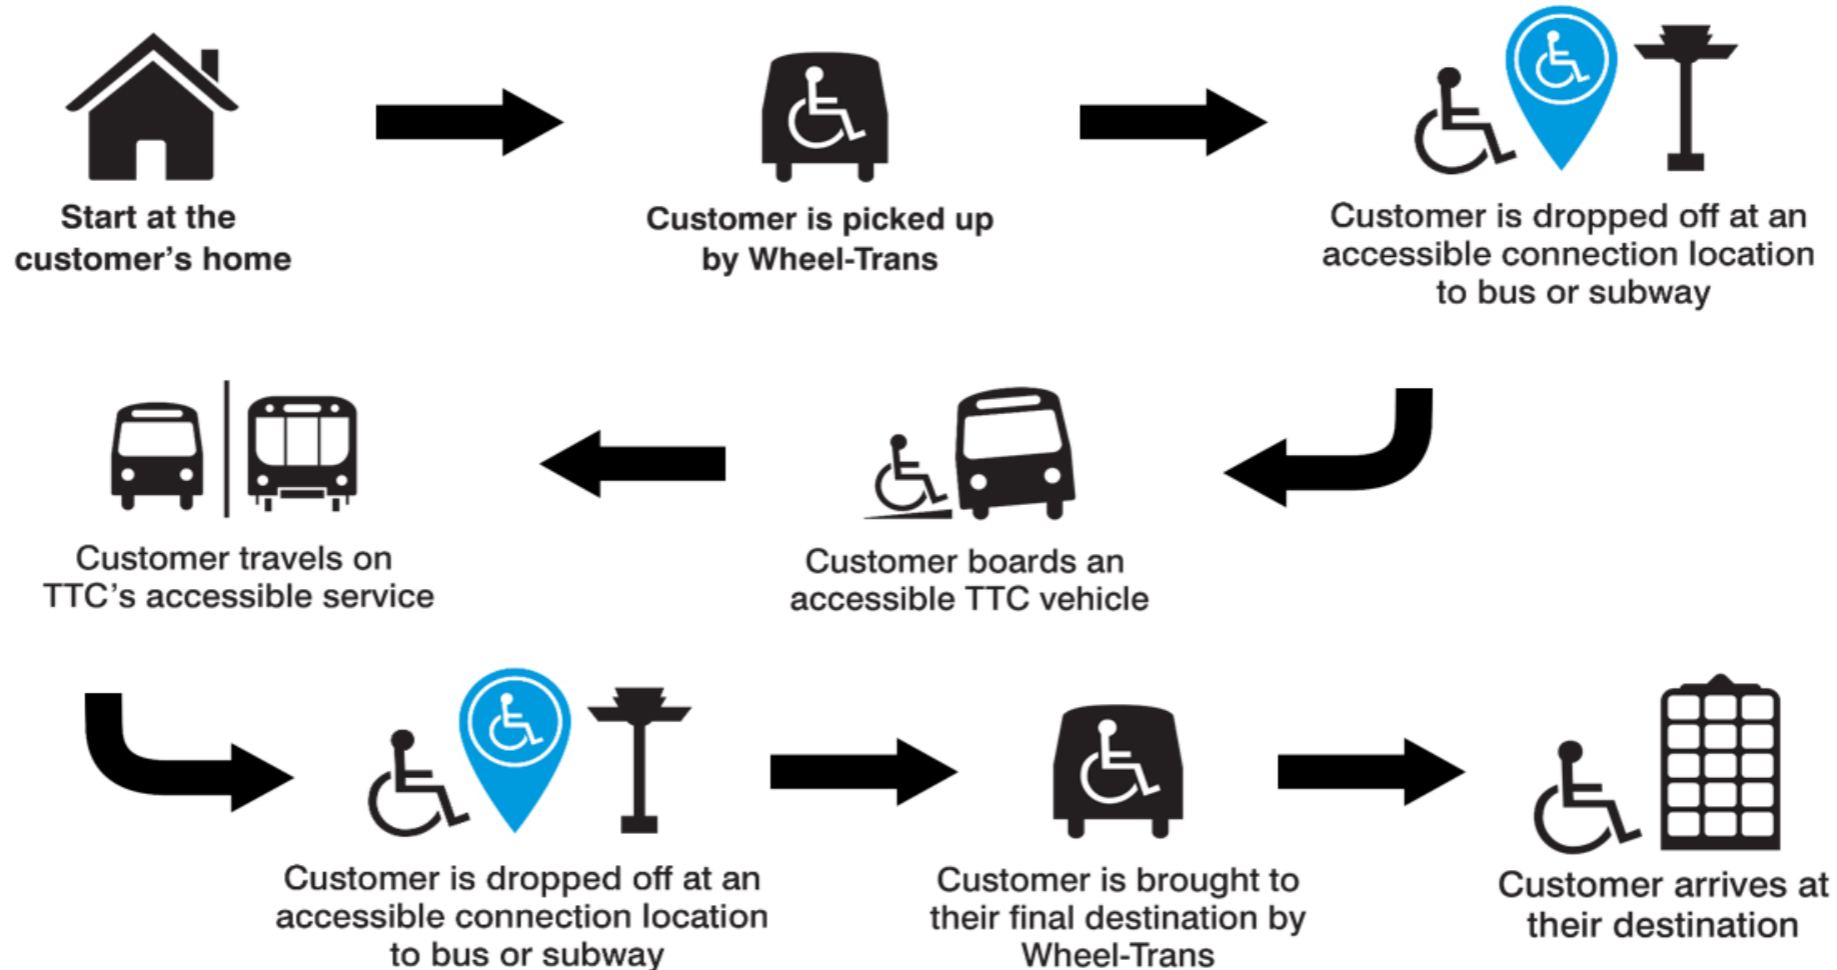 Start at the
customer's home
Customer is picked up
by Wheel-Trans
Customer is dropped off at an
accessible connection location
to bus or subway
Customer boards an
accessible TTC vehicle
Customer travels on
TTC's accessible service
Customer is dropped off at an
accessible connection location
to bus or subway
Customer is brought to
their final destination by
Wheel-Trans
Customer arrives at
their destination